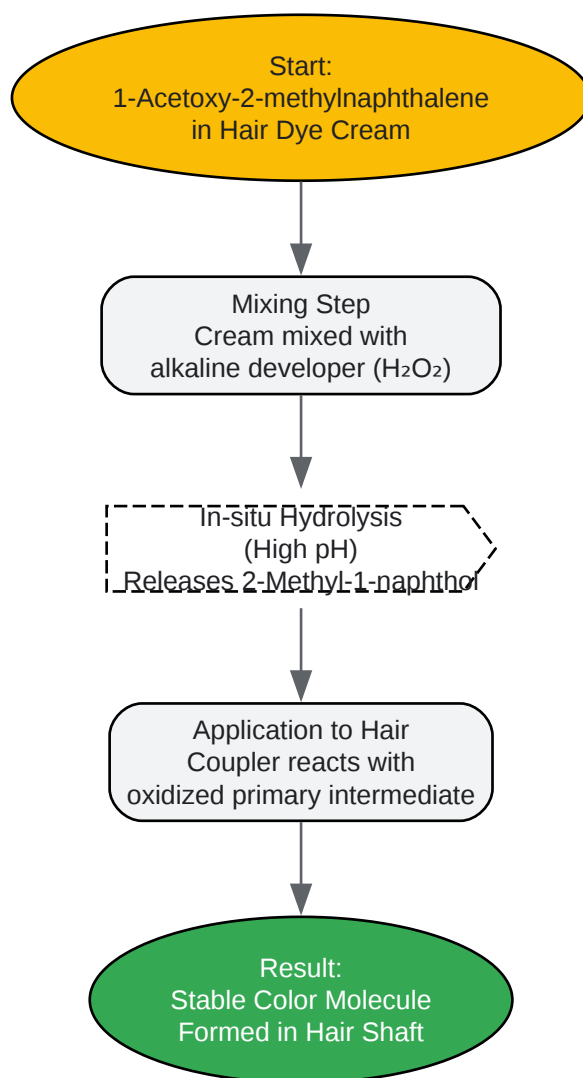 Start:
1-Acetoxy-2-methylnaphthalene
in Hair Dye Cream
Mixing Step
Cream mixed with
alkaline developer (H₂O₂)
In-situ Hydrolysis
(High pH)
Releases 2-Methyl-1-naphthol
Application to Hair
Coupler reacts with
oxidized primary intermediate
Result:
Stable Color Molecule
Formed in Hair Shaft